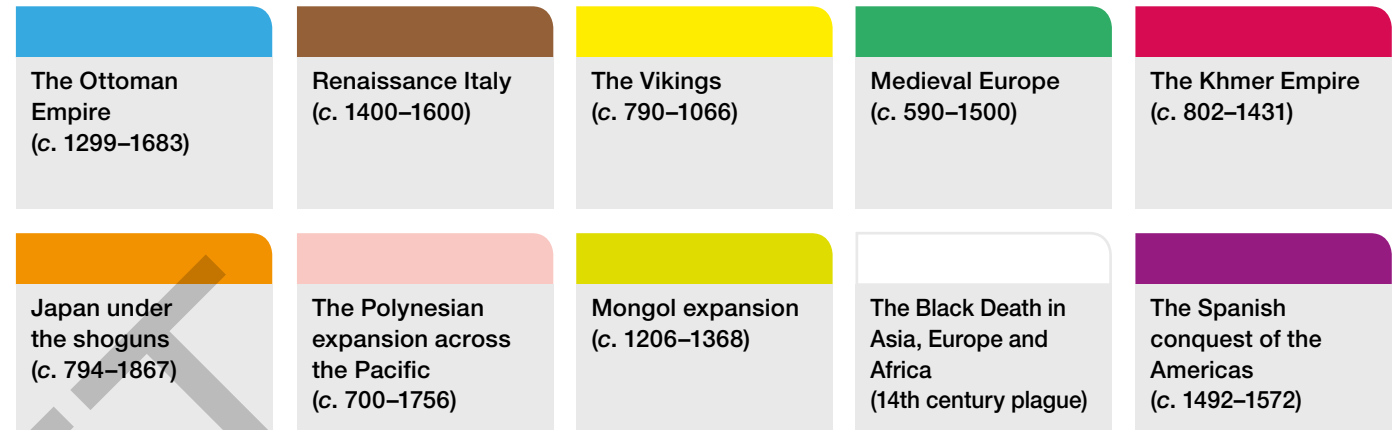 The Ottoman
Empire
(c. 1299–1683)
Renaissance Italy
(c. 1400–1600)
The Vikings
(c. 790–1066)
Medieval Europe
(c. 590–1500)
The Khmer Empire
(c. 802–1431)
Japan under
the shoguns
(c. 794–1867)
The Polynesian
expansion across
the Pacific
(c. 700–1756)
Mongol expansion
(c. 1206–1368)
The Black Death in
Asia, Europe and
Africa
(14th century plague)
The Spanish
conquest of the
Americas
(c. 1492–1572)